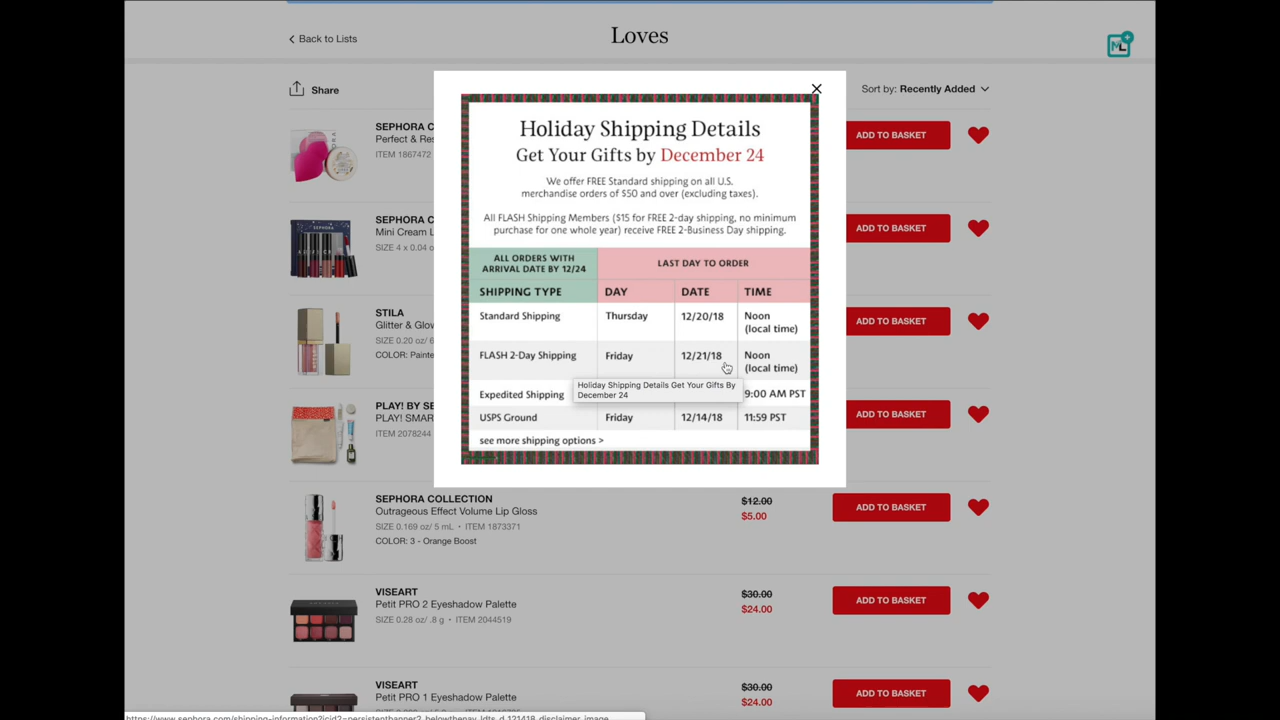 Back to Lists
Loves
ML
Share
Sort by: Recently Added
SEPHORA C
Perfect & Res
ITEM 1867472
ADD TO BASKET
SEPHORA C
Mini Cream L
SIZE 4 x 0.04 o
ADD TO BASKET
STILA
Glitter & Glow
SIZE 0.20 oz/ 6
COLOR: Painte
ADD TO BASKET
PLAY! BY SE
PLAY! SMAR
ITEM 2078244
ADD TO BASKET
Holiday Shipping Details
Get Your Gifts by December 24
We offer FREE Standard shipping on all U.S.
merchandise orders of $50 and over (excluding taxes).
All FLASH Shipping Members ($15 for FREE 2-day shipping, no minimum
purchase for one whole year) receive FREE 2-Business Day shipping.
ALL ORDERS WITH
ARRIVAL DATE BY 12/24
LAST DAY TO ORDER
SHIPPING TYPE DAY DATE TIME
Standard Shipping Thursday 12/20/18 Noon
(local time)
FLASH 2-Day Shipping Friday 12/21/18 Noon
(local time)
Holiday Shipping Details Get Your Gifts By
December 24
Expedited Shipping 9:00 AM PST
USPS Ground Friday 12/14/18 11:59 PST
see more shipping options >
SEPHORA COLLECTION
Outrageous Effect Volume Lip Gloss
SIZE 0.169 oz/ 5 mL • ITEM 1873371
COLOR: 3 - Orange Boost
$12.00
$5.00
ADD TO BASKET
VISEART
Petit PRO 2 Eyeshadow Palette
SIZE 0.28 oz/ .8 g • ITEM 2044519
$30.00
$24.00
ADD TO BASKET
VISEART
Petit PRO 1 Eyeshadow Palette
$30.00
$24.00
ADD TO BASKET